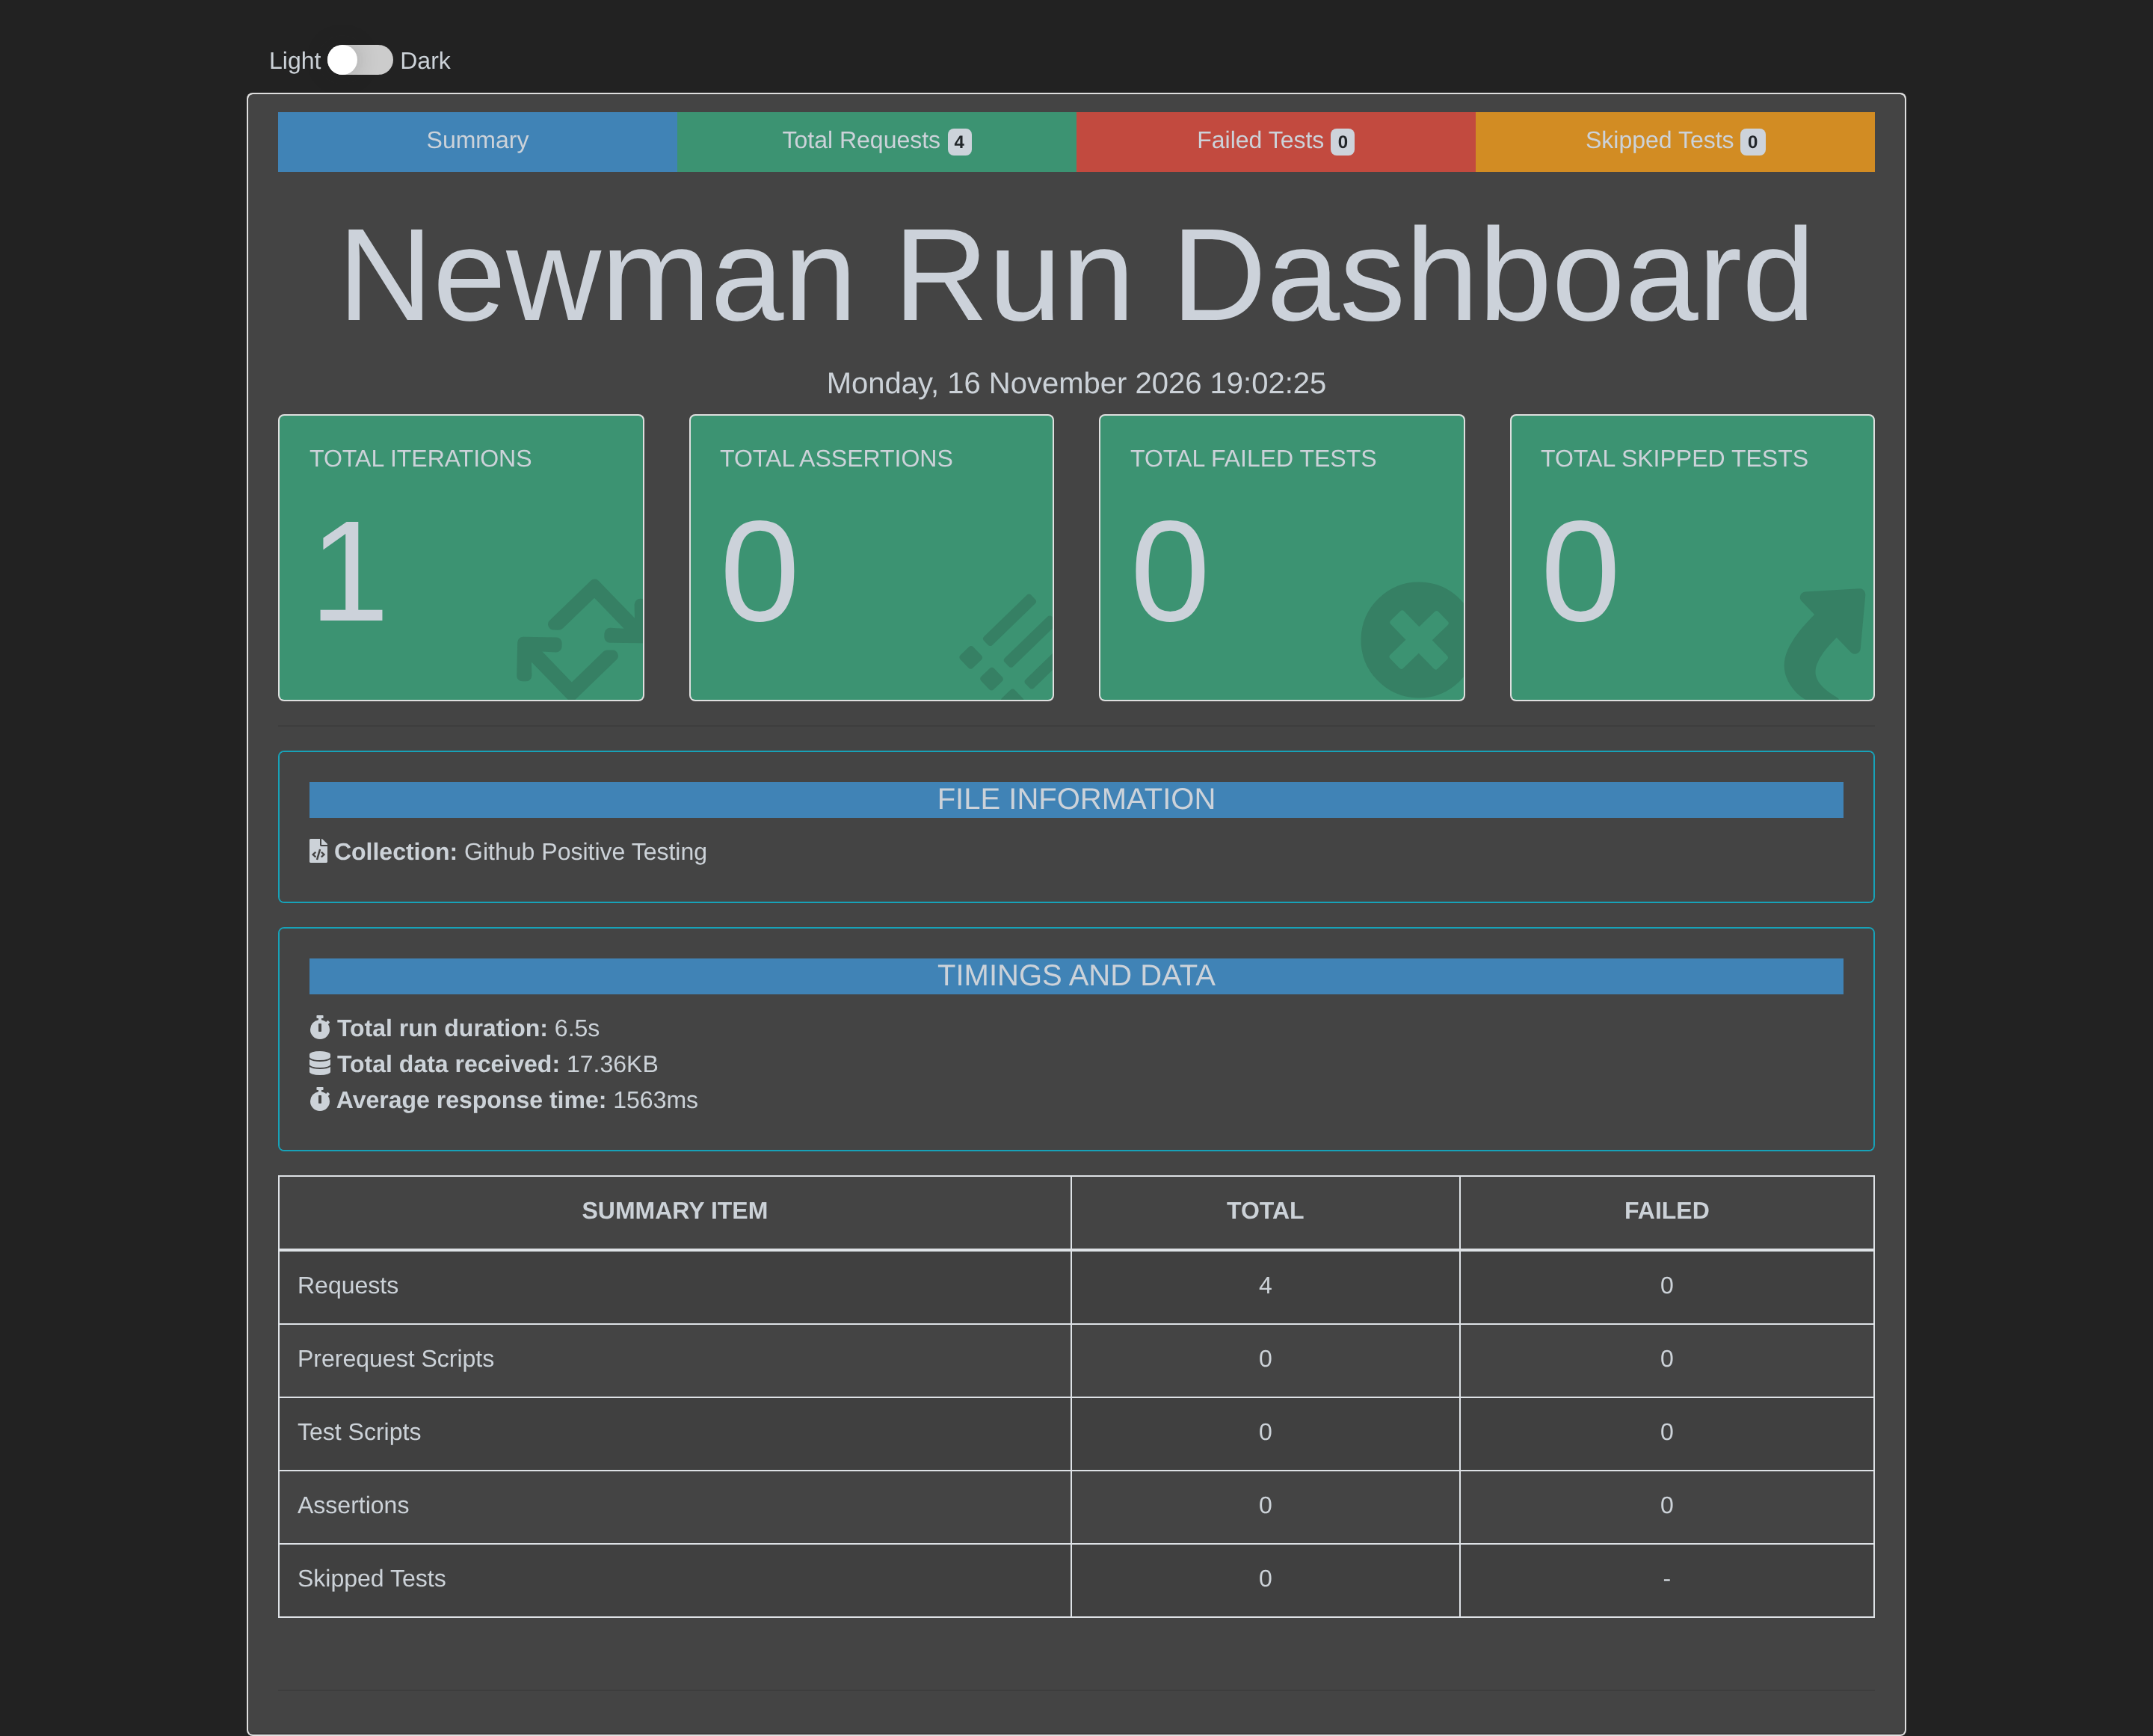 Light Dark
Summary Total Requests 4 Failed Tests 0 Skipped Tests 0
Newman Run Dashboard
Monday, 16 November 2026 19:02:25
TOTAL ITERATIONS TOTAL ASSERTIONS TOTAL FAILED TESTS TOTAL SKIPPED TESTS
1 0 0 0
FILE INFORMATION
Collection: Github Positive Testing
TIMINGS AND DATA
Total run duration: 6.5s
Total data received: 17.36KB
Average response time: 1563ms
SUMMARY ITEM TOTAL FAILED
Requests 4 0
Prerequest Scripts 0 0
Test Scripts 0 0
Assertions 0 0
Skipped Tests 0 -